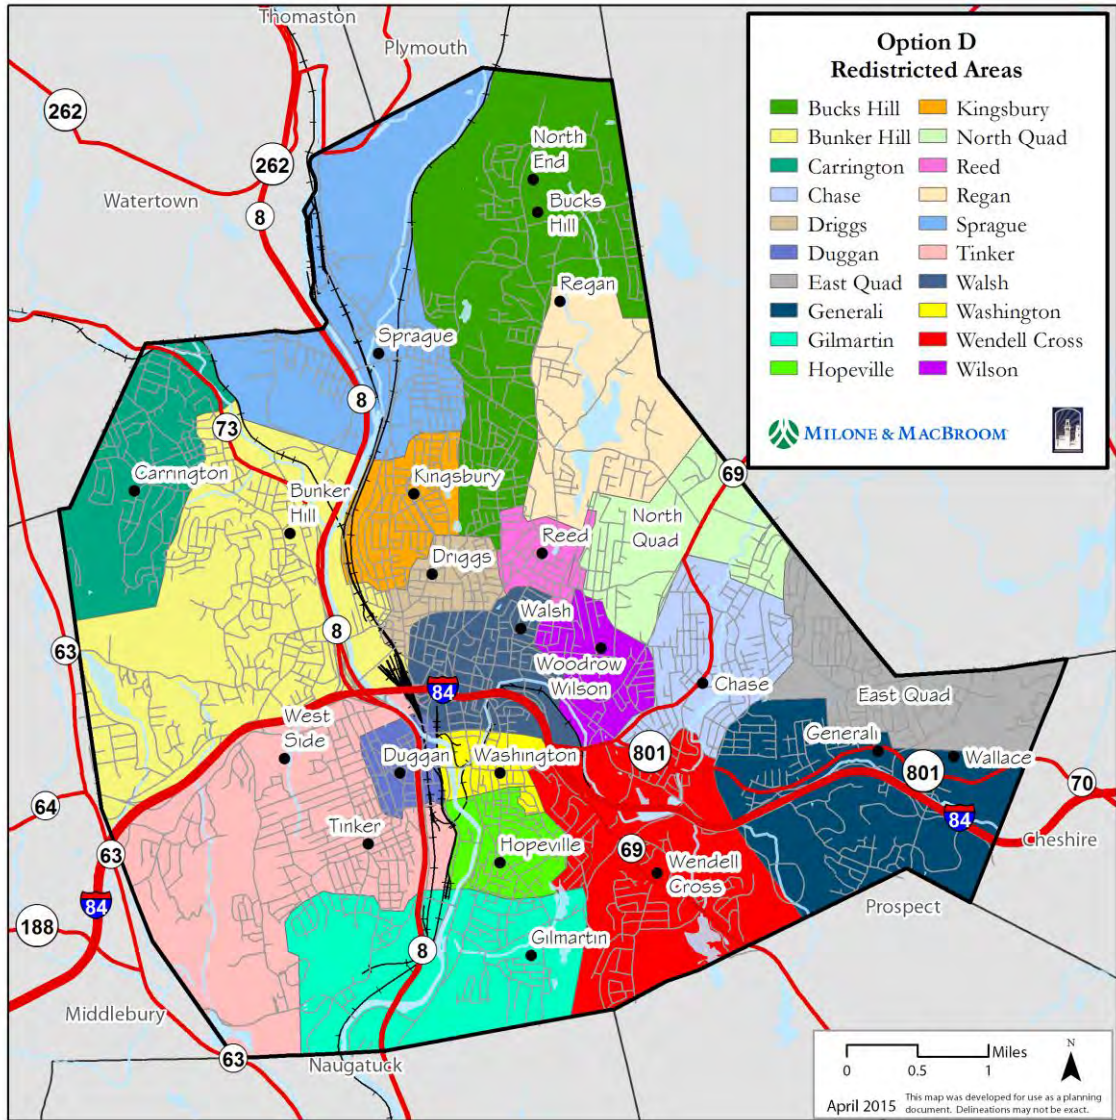 Thomaston
Plymouth
262
262
Watertown
8
Option D
Redistricted Areas
Bucks Hill
Bunker Hill
Carrington
Chase
Driggs
Duggan
East Quad
Generali
Gilmartin
Hopeville
Kingsbury
North Quad
Reed
Regan
Sprague
Tinker
Walsh
Washington
Wendell Cross
Wilson
MILONE & MACBROOM
North
End
Bucks
Hill
Regan
Sprague
8
73
Carrington
Bunker
Hill
Kingsbury
69
North
Quad
Reed
Driggs
Walsh
Woodrow
Wilson
8
63
84
Chase
East Quad
West
Side
Duggan
Washington
801
Generali
801
Wallace
70
64
Tinker
Hopeville
69
Wendell
Cross
84
Cheshire
63
84
188
Prospect
8
Gilmartin
Middlebury
63
Naugatuck
N
Miles
0
0.5
1
April 2015
This map was developed for use as a planning
document. Delineations may not be exact.